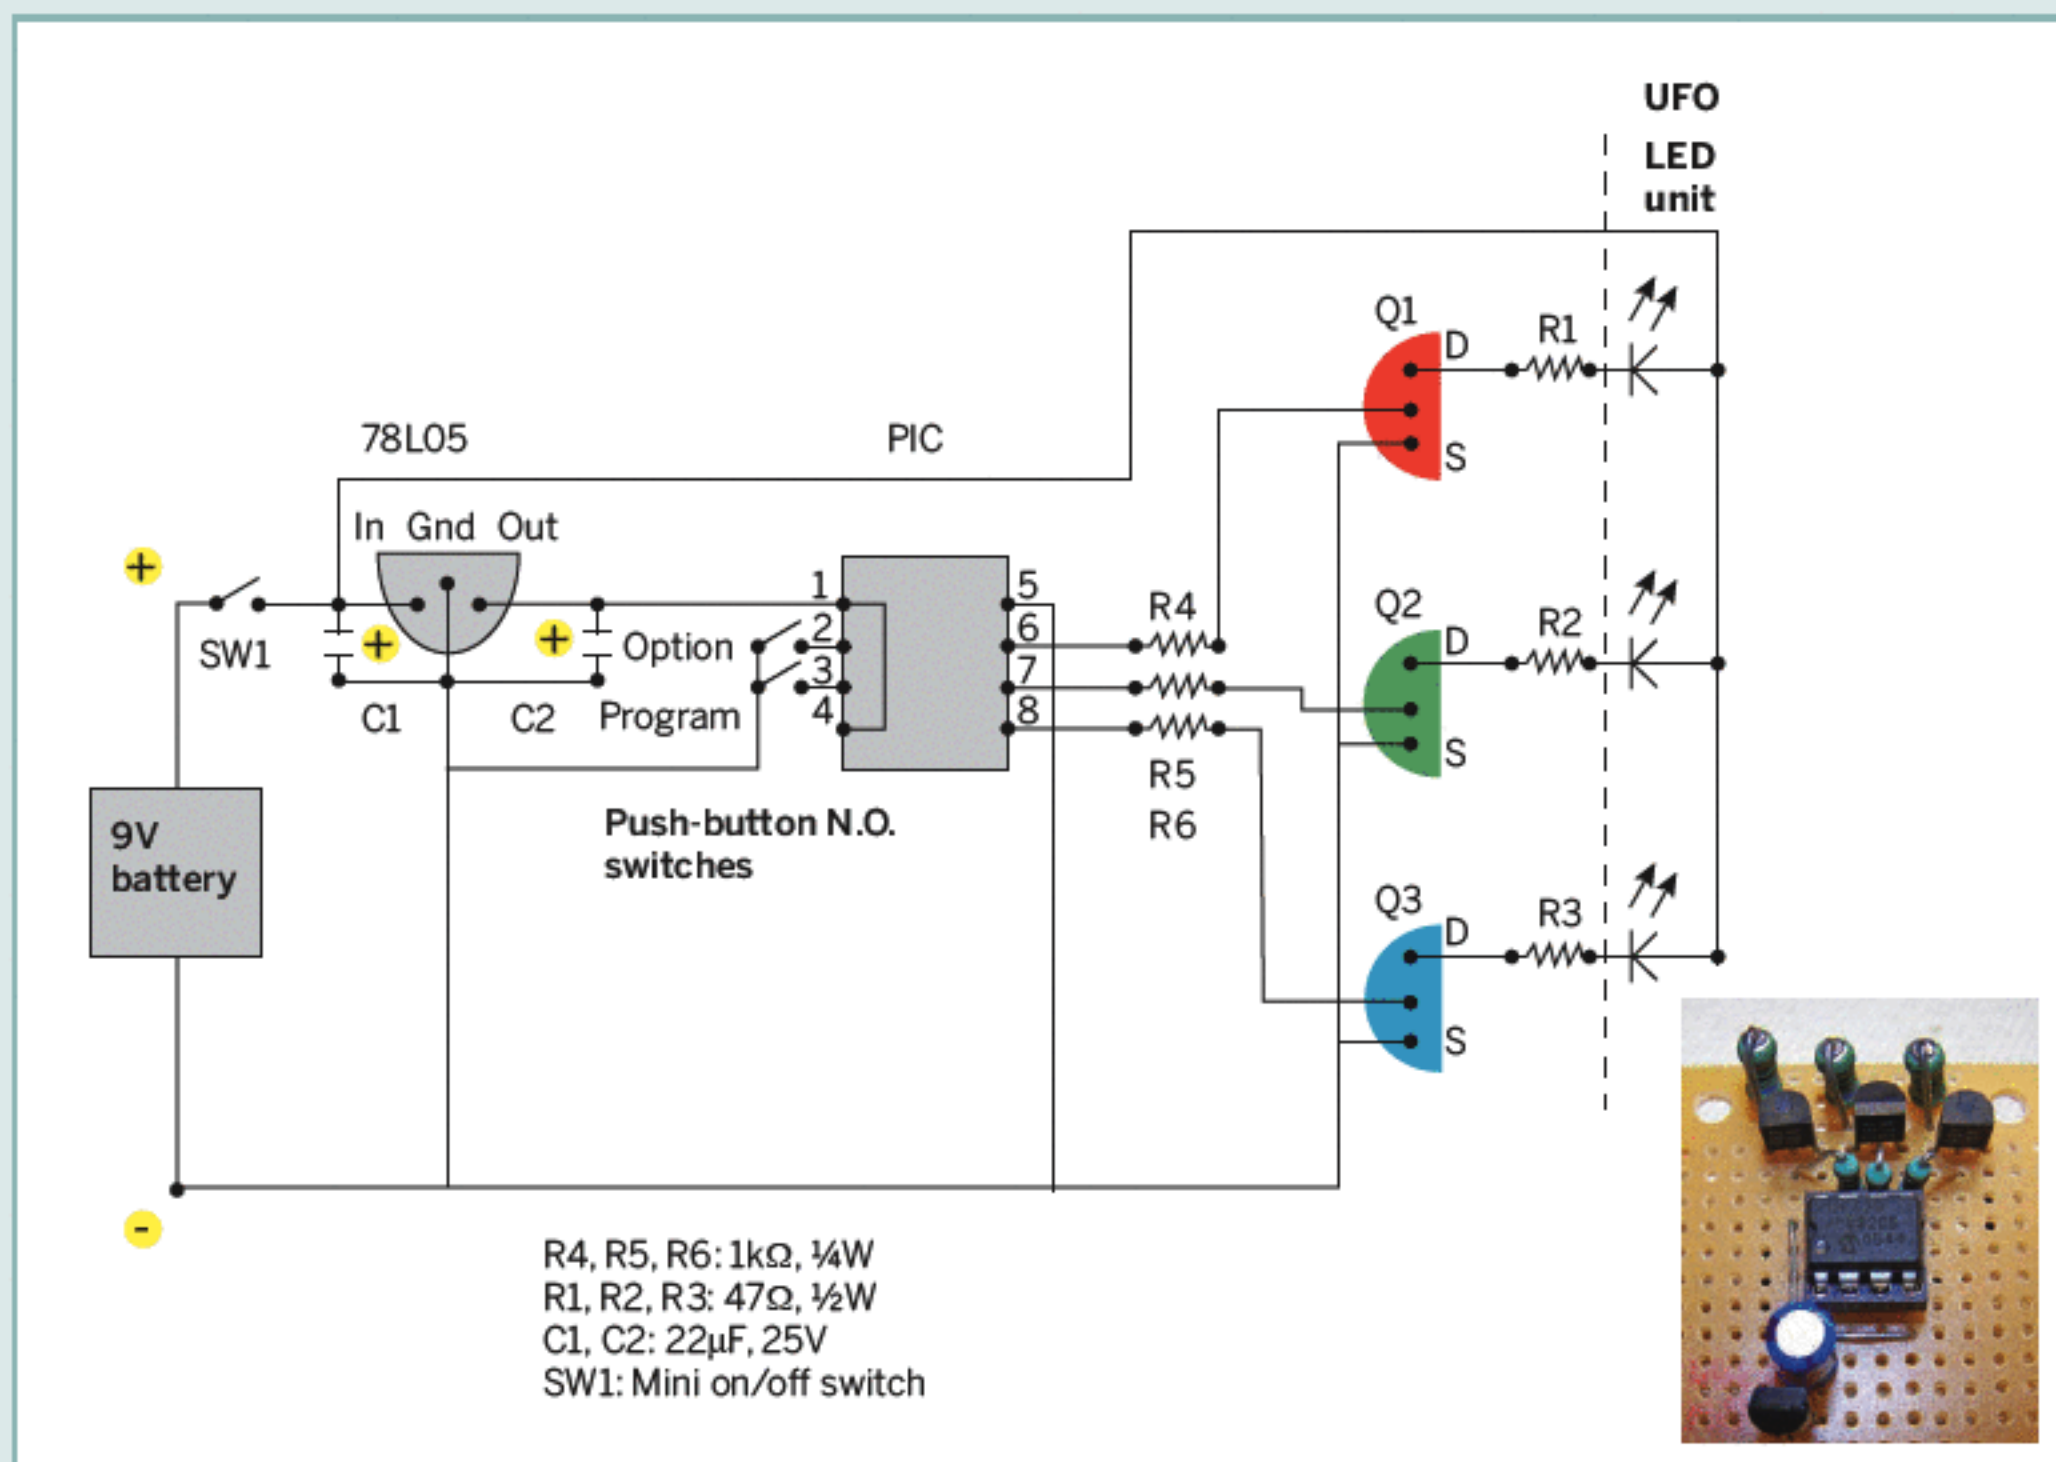 UFO
LED
unit
Q1
D
R1
S
78L05
PIC
In Gnd Out
+
SW1
+
+
Option
Program
C1
C2
1
2
3
4
5
6
7
8
R4
R5
R6
Q2
D
R2
S
9V
battery
Push-button N.O.
switches
Q3
D
R3
S
-
R4, R5, R6: 1kΩ, ¼W
R1, R2, R3: 47Ω, ½W
C1, C2: 22µF, 25V
SW1: Mini on/off switch